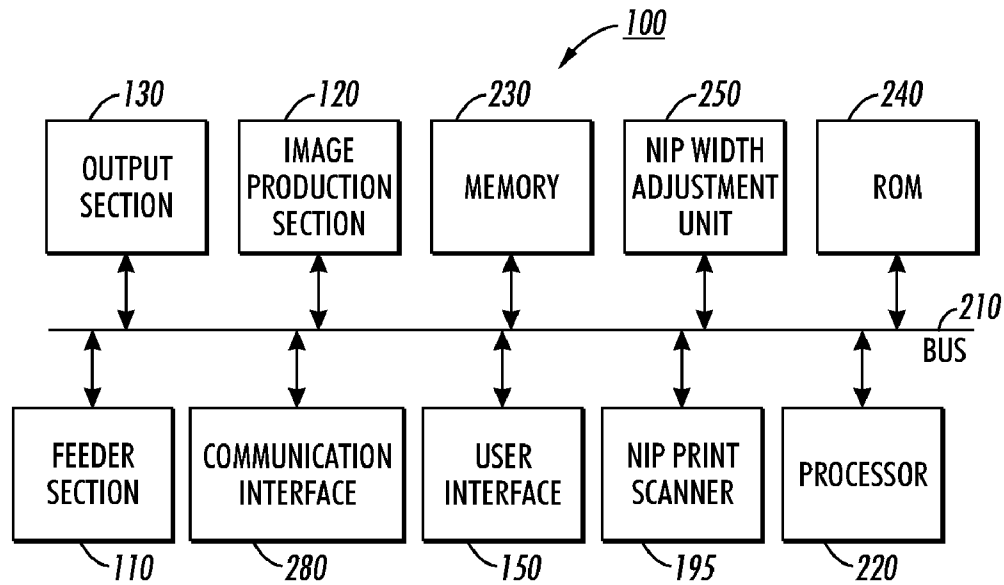 100
130
120
230
250
240
OUTPUT
SECTION
IMAGE
PRODUCTION
SECTION
MEMORY
NIP WIDTH
ADJUSTMENT
UNIT
ROM
210
BUS
FEEDER
SECTION
COMMUNICATION
INTERFACE
USER
INTERFACE
NIP PRINT
SCANNER
PROCESSOR
110
280
150
195
220